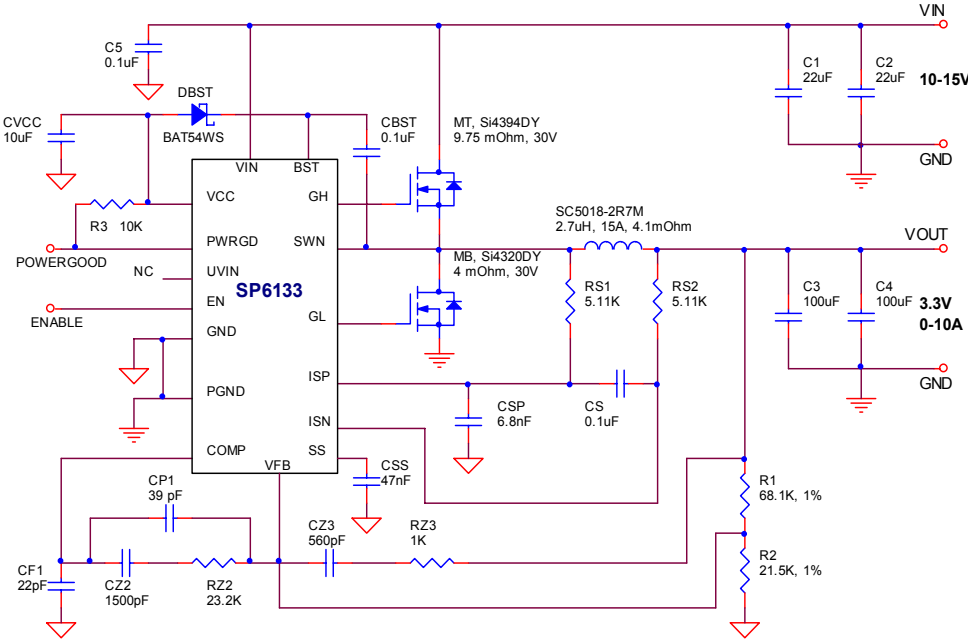 VIN
C5
0.1uF
C1
22uF
C2
22uF
10-15V
DBST
BAT54WS
CVCC
10uF
CBST
0.1uF
MT, Si4394DY
9.75 mOhm, 30V
GND
VIN
BST
VCC
GH
R3 10K
SC5018-2R7M
2.7uH, 15A, 4.1mOhm
PWRGD
SWN
VOUT
POWERGOOD
NC
UVIN
MB, Si4320DY
4 mOhm, 30V
SP6133
EN
ENABLE
RS1
5.11K
RS2
5.11K
C3
100uF
C4
100uF
3.3V
0-10A
GL
GND
GND
ISP
PGND
CSP
6.8nF
CS
0.1uF
ISN
COMP
SS
VFB
CSS
47nF
CP1
39 pF
R1
68.1K, 1%
CZ3
560pF
RZ3
1K
R2
21.5K, 1%
CF1
22pF
CZ2
1500pF
RZ2
23.2K